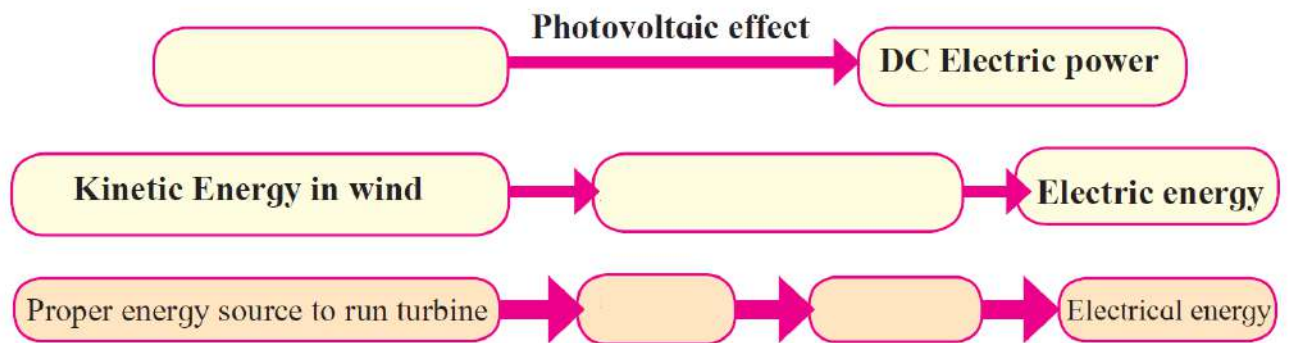 Photovoltaic effect
DC Electric power
Kinetic Energy in wind
Electric energy
Proper energy source to run turbine
Electrical energy